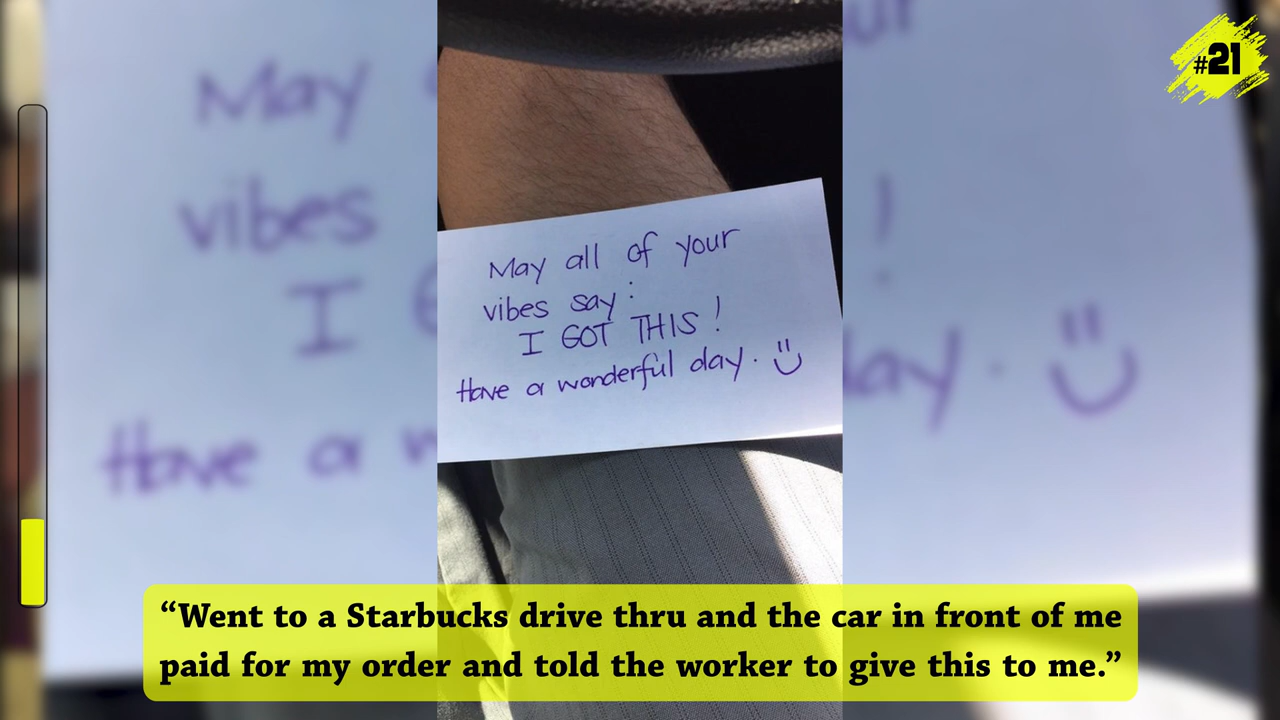 #21
May all of your
vibes say:
I GOT THIS!
Have a wonderful day. :)
“Went to a Starbucks drive thru and the car in front of me
paid for my order and told the worker to give this to me.”